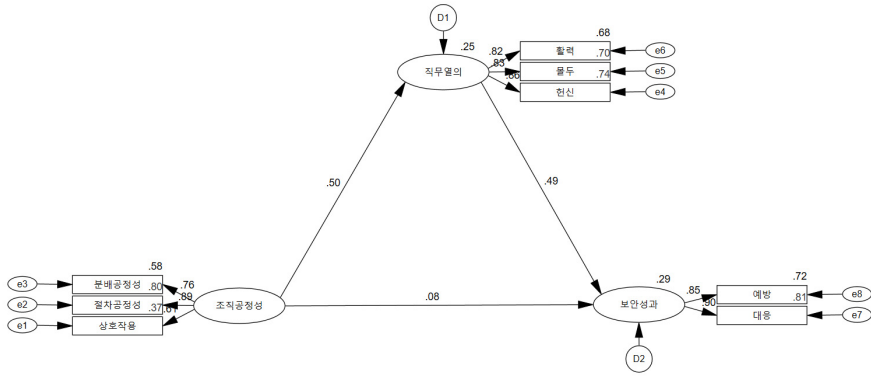 D1
.25
.68
.82
활력
e6
.70
직무열의
.83
몰두
e5
.74
.86
헌신
e4
.50
.49
.58
e3
분배공정성
.76
.80
e2
절차공정성
.89
조직공정성
.37
.61
e1
상호작용
.08
.29
.72
보안성과
.85
예방
e8
.81
.90
대응
e7
D2